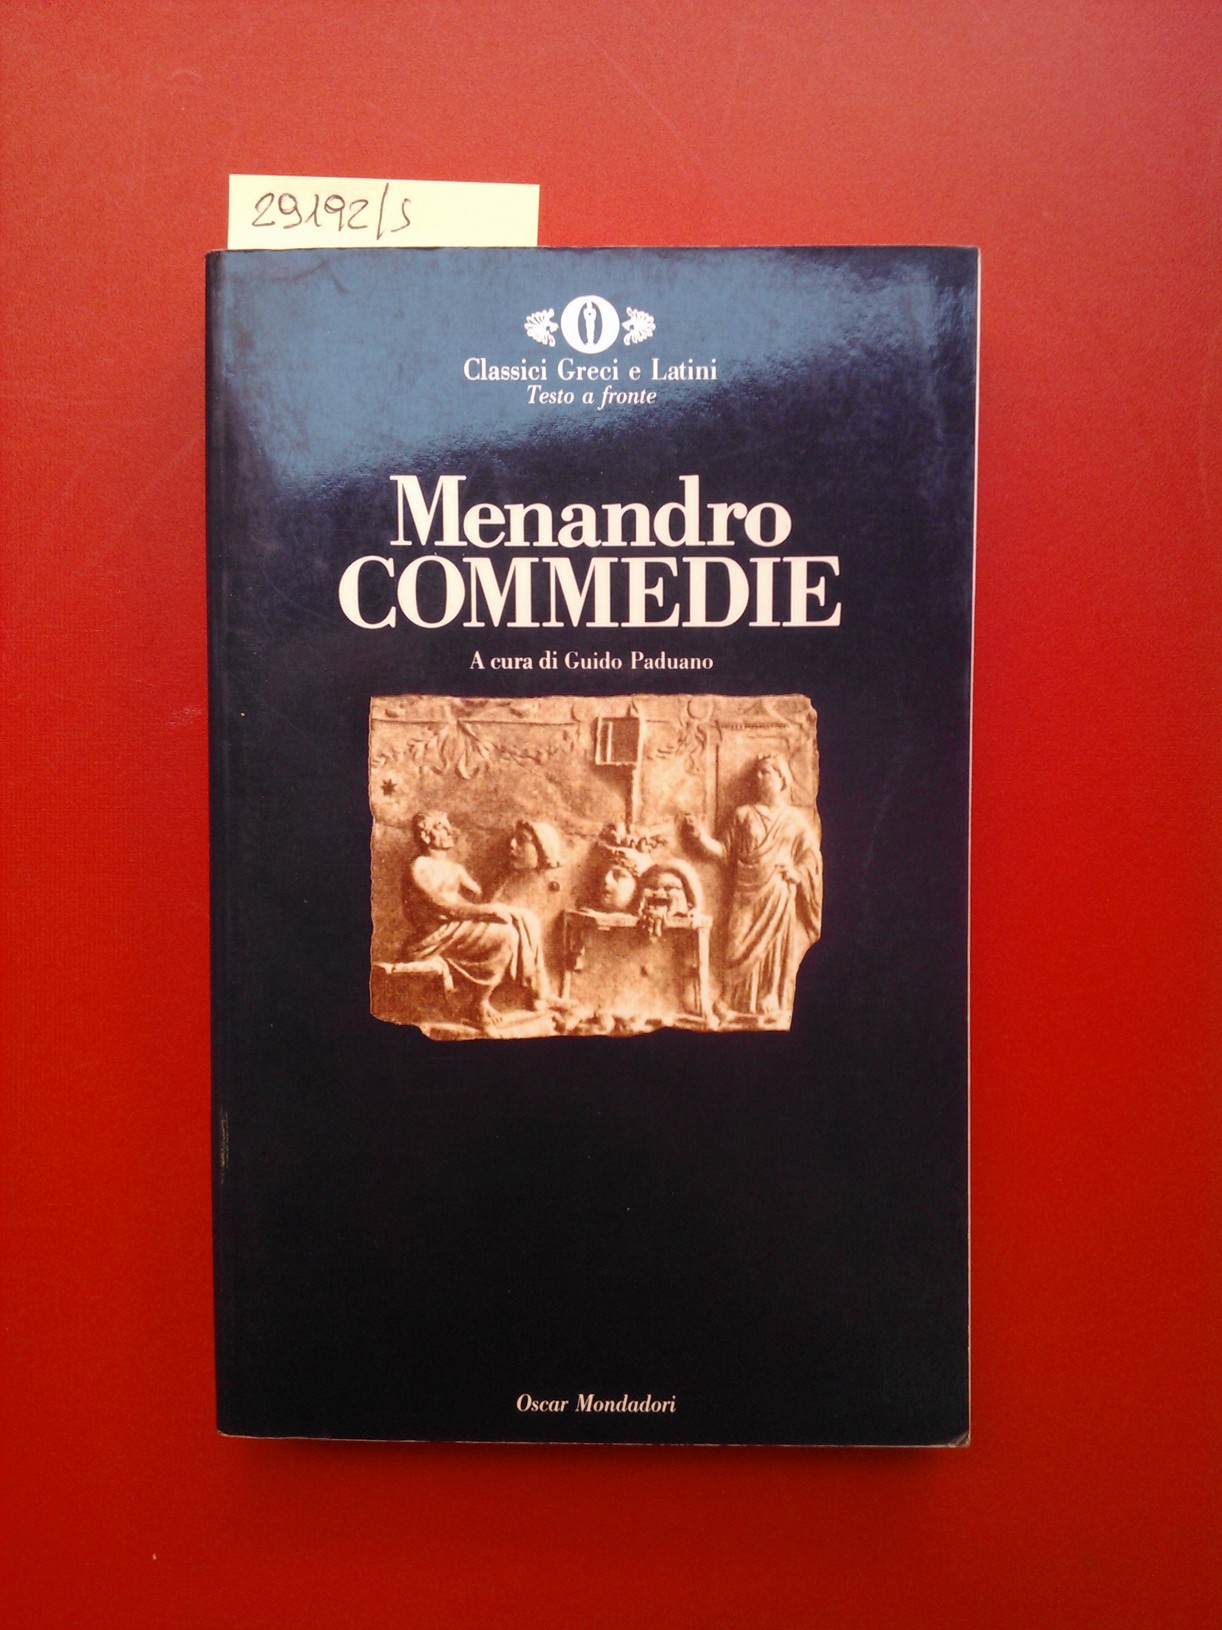 29192/s
Classici Greci e Latini
Testo a fronte
Menandro
COMMEDIE
A cura di Guido Paduano
Oscar Mondadori